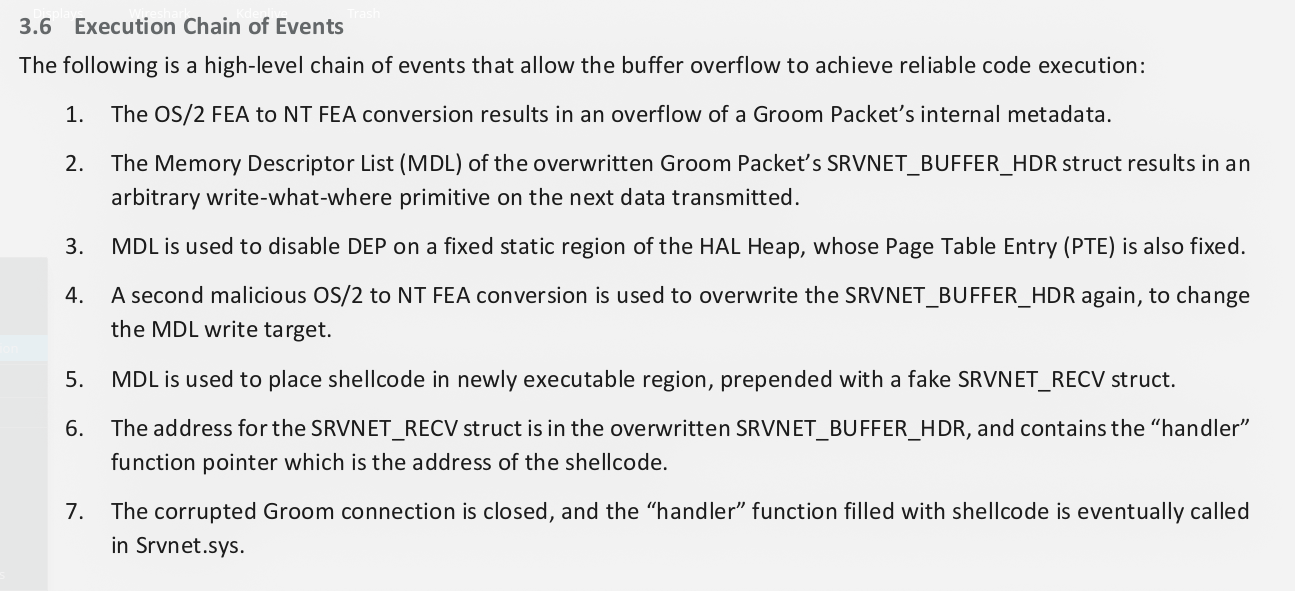 Displays Wireshark Kdenlive Trash
3.6 Execution Chain of Events
The following is a high-level chain of events that allow the buffer overflow to achieve reliable code execution:
1. The OS/2 FEA to NT FEA conversion results in an overflow of a Groom Packet’s internal metadata.
2. The Memory Descriptor List (MDL) of the overwritten Groom Packet’s SRVNET_BUFFER_HDR struct results in an
arbitrary write-what-where primitive on the next data transmitted.
3. MDL is used to disable DEP on a fixed static region of the HAL Heap, whose Page Table Entry (PTE) is also fixed.
4. A second malicious OS/2 to NT FEA conversion is used to overwrite the SRVNET_BUFFER_HDR again, to change
the MDL write target.
5. MDL is used to place shellcode in newly executable region, prepended with a fake SRVNET_RECV struct.
6. The address for the SRVNET_RECV struct is in the overwritten SRVNET_BUFFER_HDR, and contains the “handler”
function pointer which is the address of the shellcode.
7. The corrupted Groom connection is closed, and the “handler” function filled with shellcode is eventually called
in Srvnet.sys.